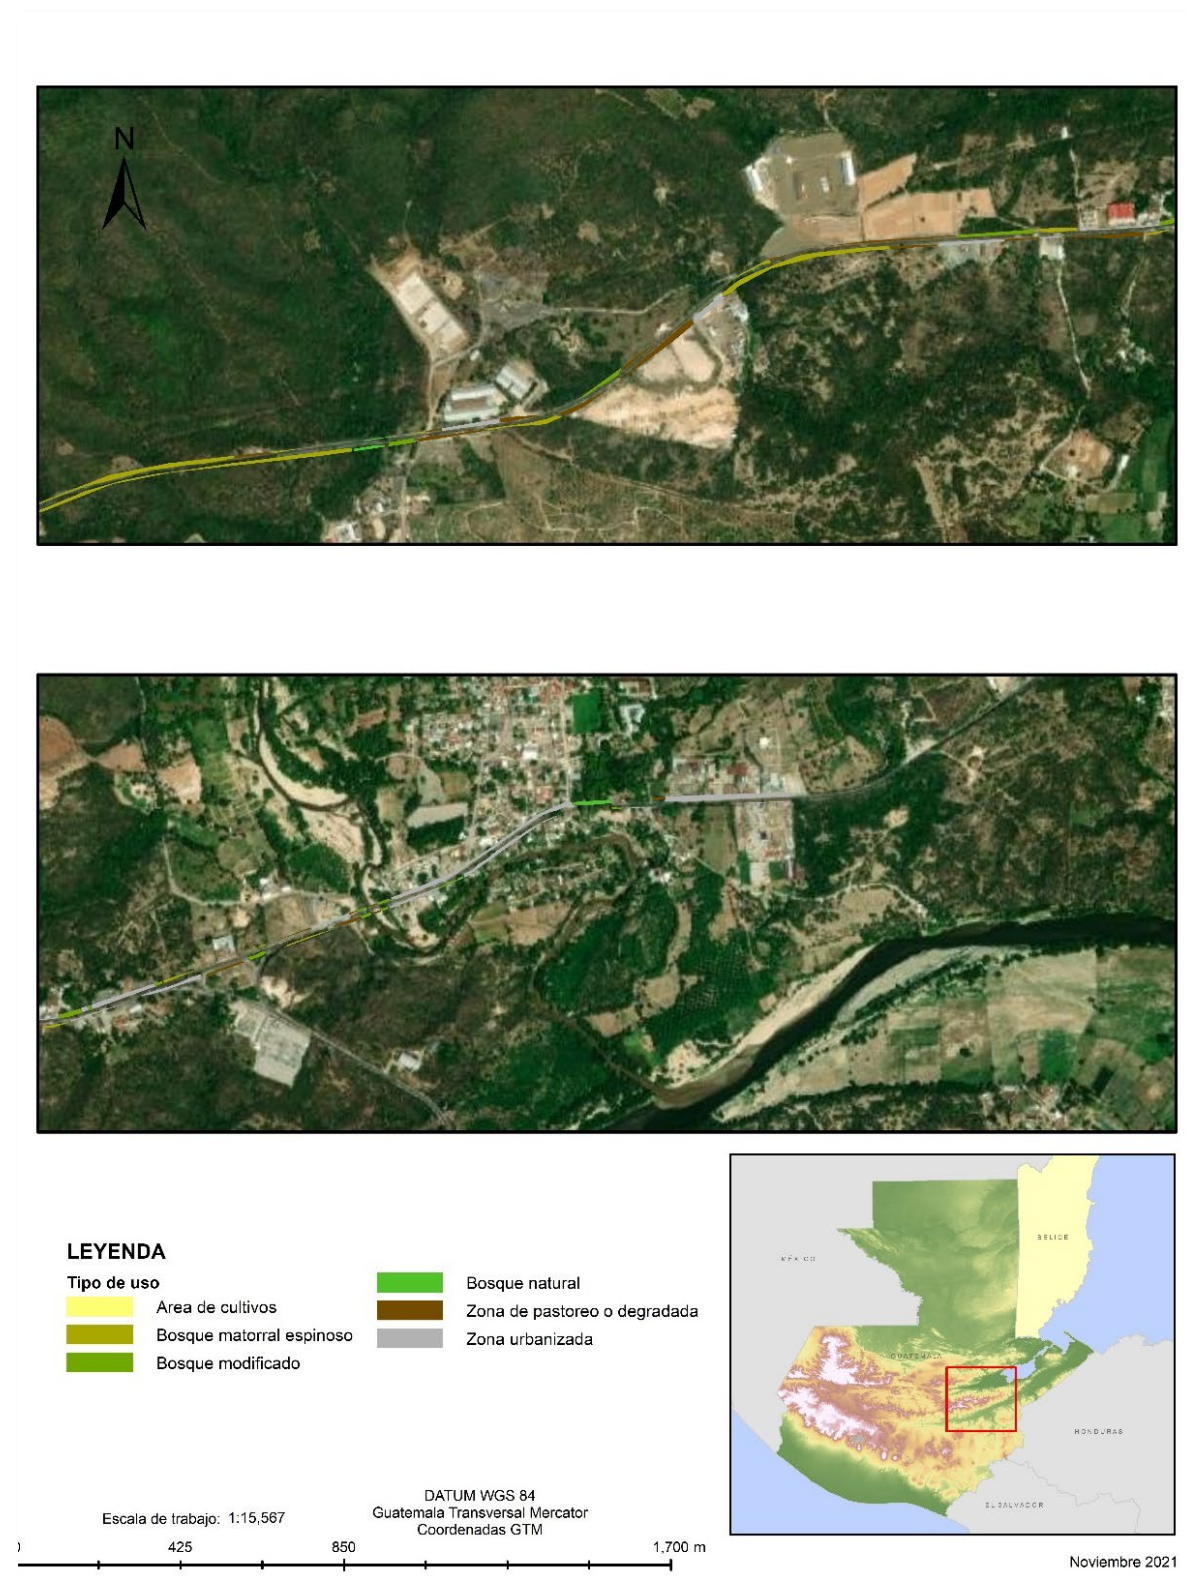 N
BELICE
MÉXICO
GUATEMALA
HONDURAS
EL SALVADOR
LEYENDA
Tipo de uso
Area de cultivos
Bosque matorral espinoso
Bosque modificado
Bosque natural
Zona de pastoreo o degradada
Zona urbanizada
Escala de trabajo: 1:15,567
DATUM WGS 84
Guatemala Transversal Mercator
Coordenadas GTM
425 850 1,700 m
Noviembre 2021